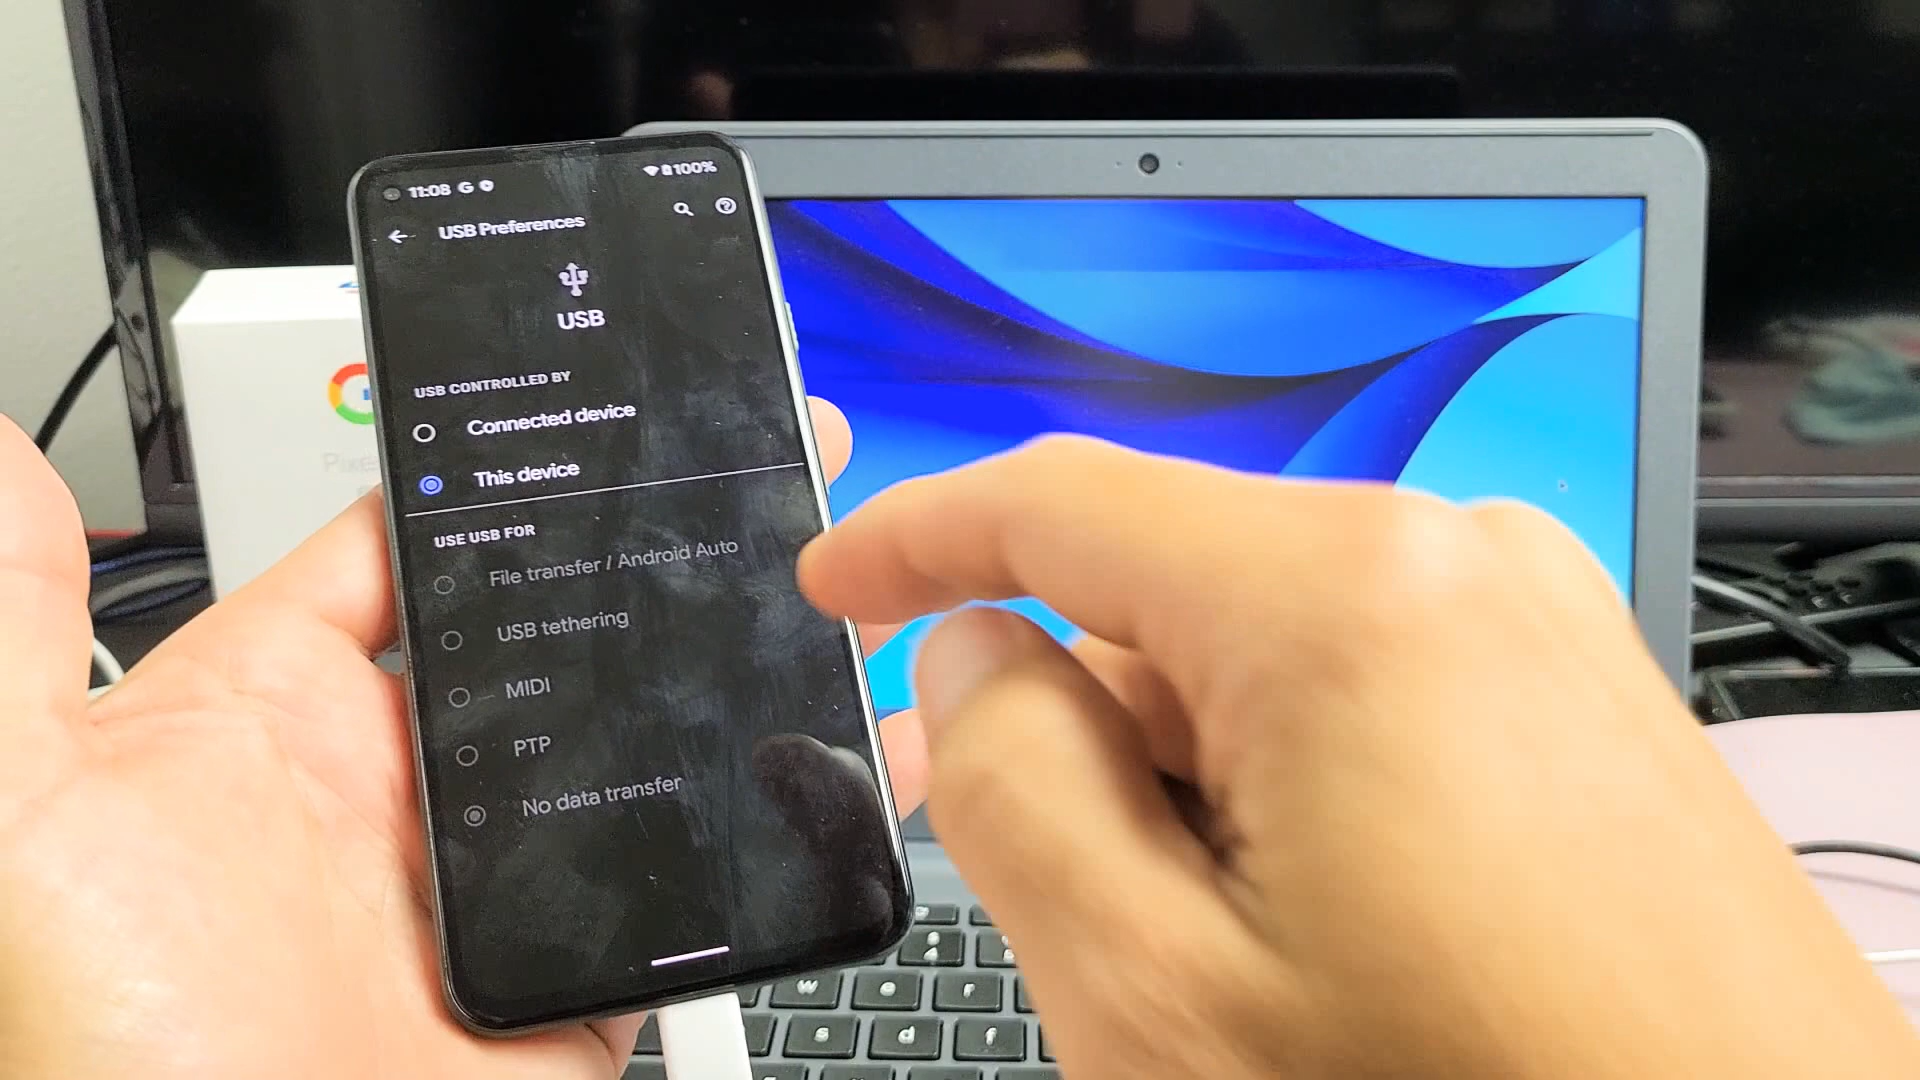 11:08 G 100%
USB Preferences
USB
USB CONTROLLED BY
Connected device
This device
USE USB FOR
File transfer / Android Auto
USB tethering
MIDI
PTP
No data transfer
w e r
s d f